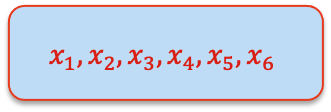 x₁, x₂, x₃, x₄, x₅, x₆